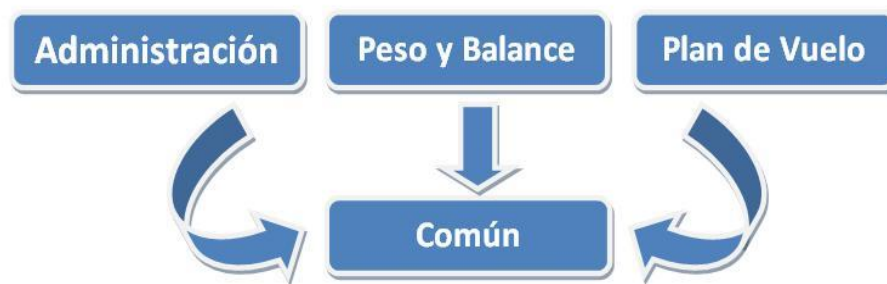 Administración
Peso y Balance
Plan de Vuelo
Común